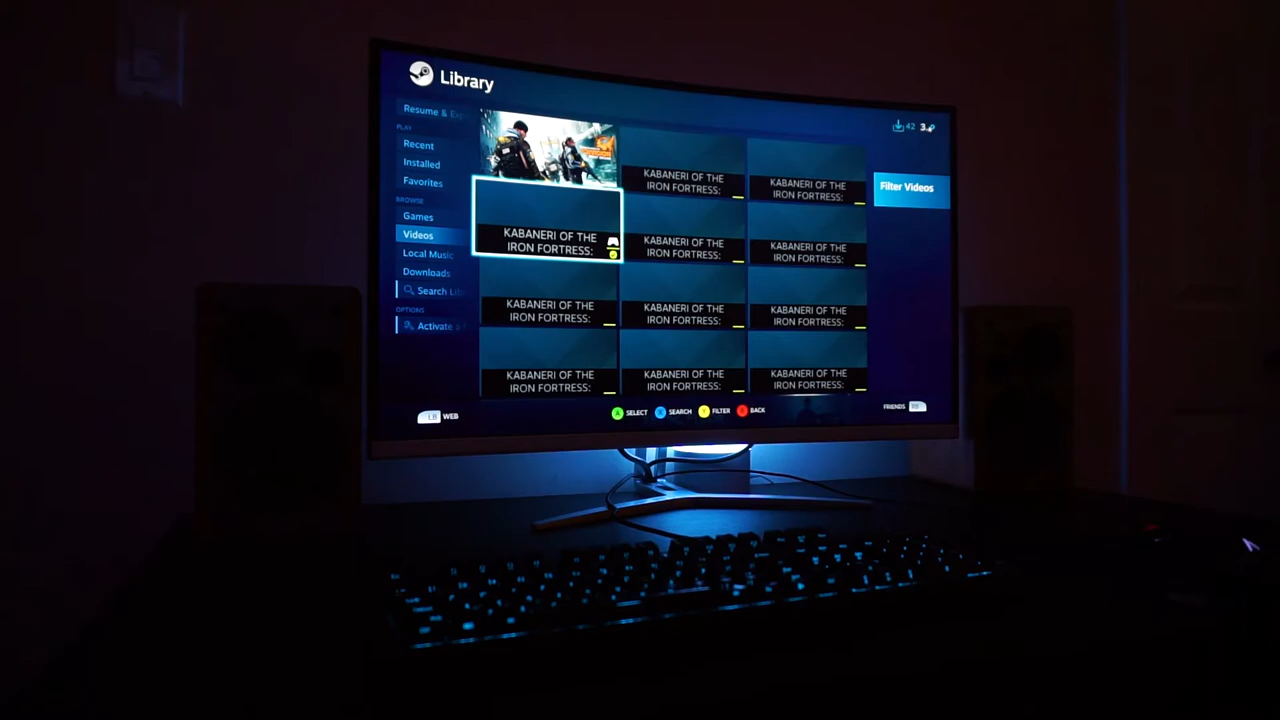 Library
Resume &
PLAY
Recent
Installed
Favorites
BROWSE
Games
Videos
Local Music
Downloads
Search
OPTIONS
Activate
KABANERI OF THE
IRON FORTRESS:
KABANERI OF THE
IRON FORTRESS:
KABANERI OF THE
IRON FORTRESS:
KABANERI OF THE
IRON FORTRESS:
KABANERI OF THE
IRON FORTRESS:
KABANERI OF THE
IRON FORTRESS:
KABANERI OF THE
IRON FORTRESS:
KABANERI OF THE
IRON FORTRESS:
KABANERI OF THE
IRON FORTRESS:
KABANERI OF THE
IRON FORTRESS:
KABANERI OF THE
IRON FORTRESS:
42
Filter Videos
LB WEB
A SELECT
X SEARCH
Y FILTER
B BACK
FRIENDS RB